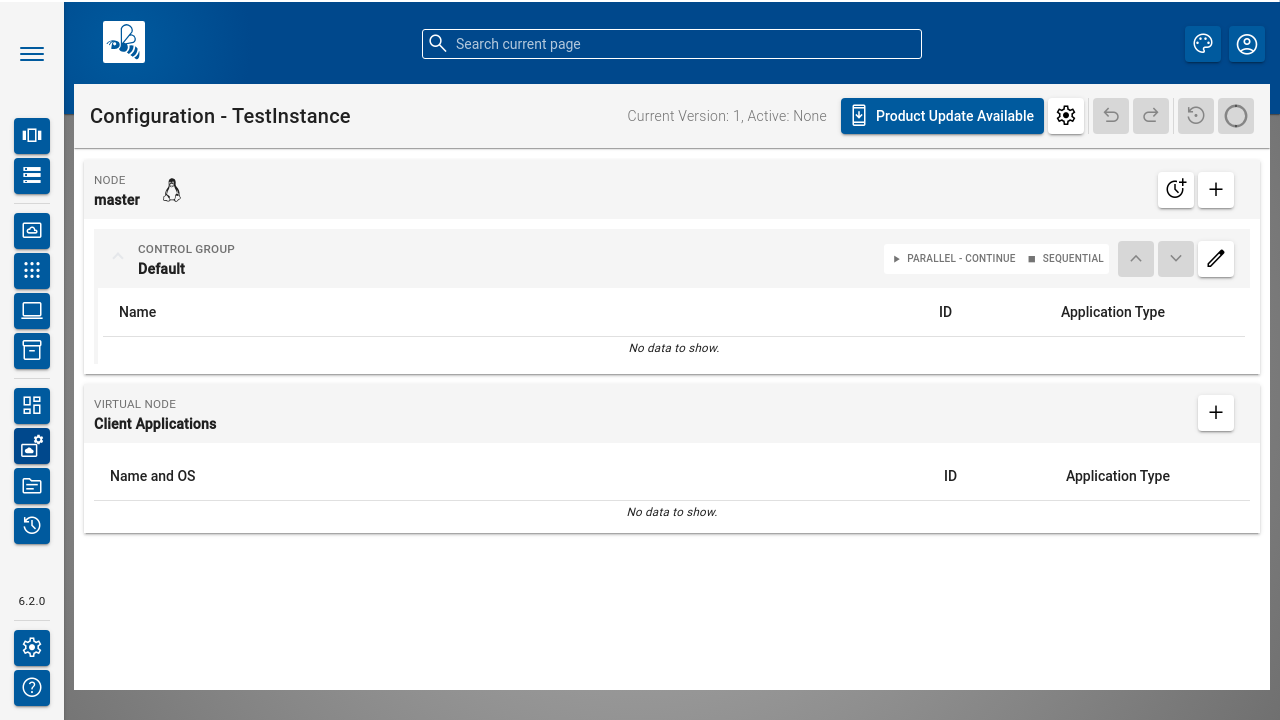 Search current page
Configuration - TestInstance
Current Version: 1, Active: None
Product Update Available
NODE
master
CONTROL GROUP
Default
PARALLEL - CONTINUE
SEQUENTIAL
Name
ID
Application Type
No data to show.
VIRTUAL NODE
Client Applications
Name and OS
ID
Application Type
No data to show.
6.2.0